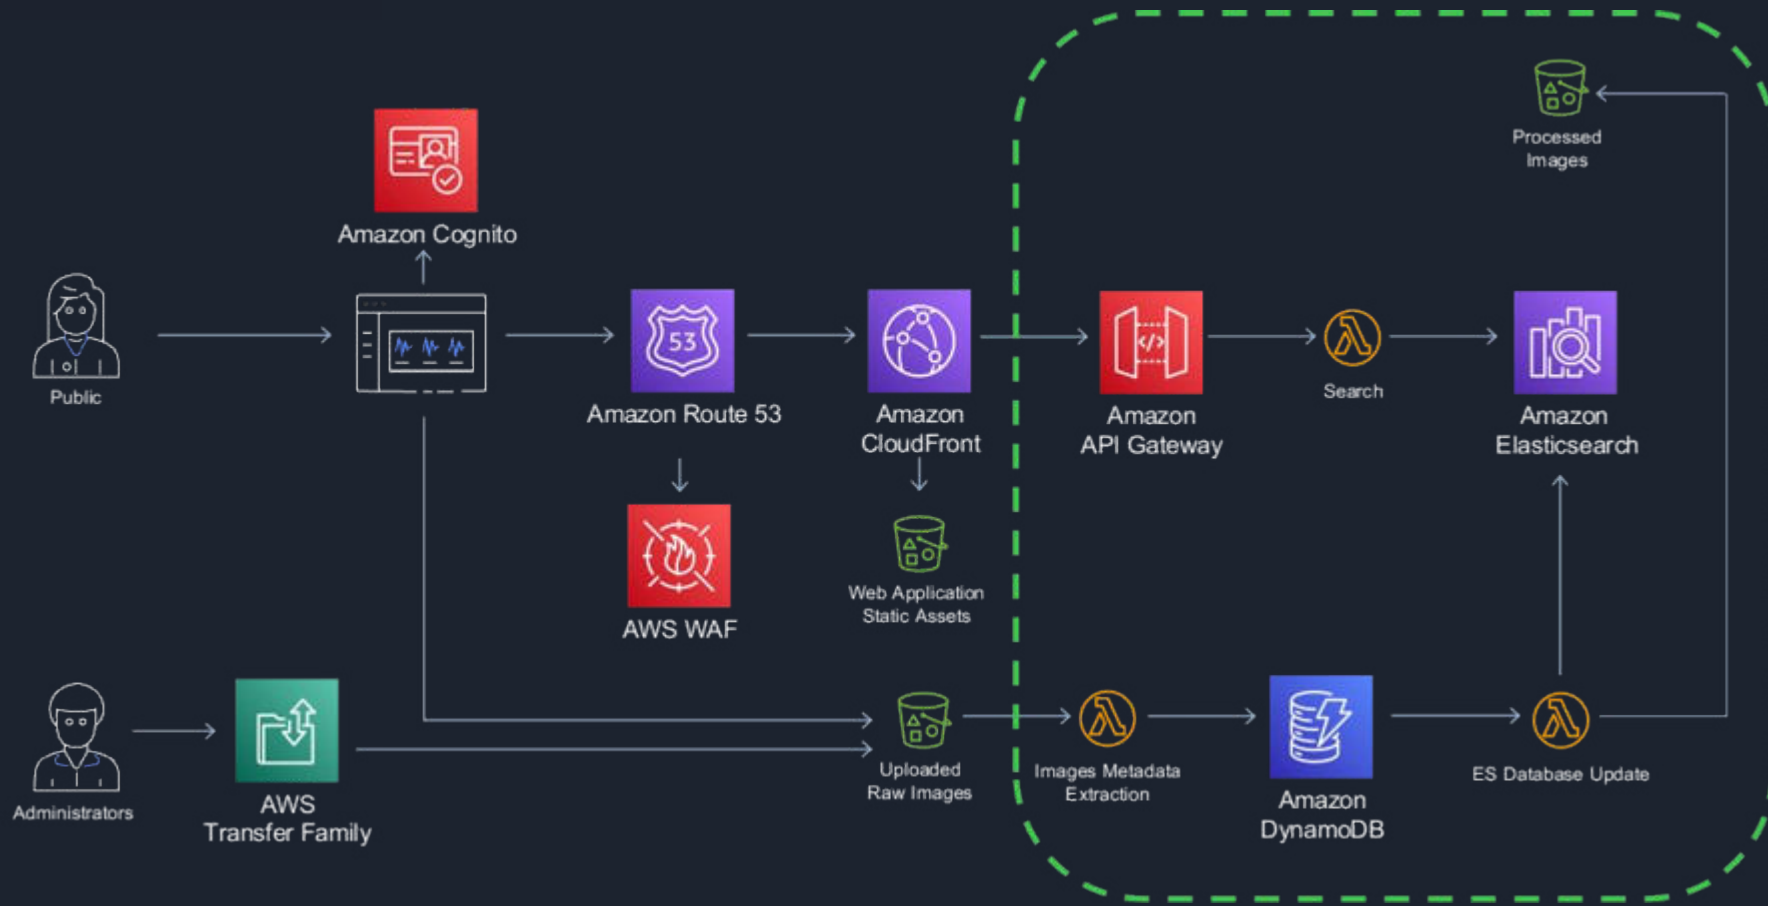 Processed
Images
Amazon Cognito
Public
53
Amazon Route 53
Amazon
CloudFront
</>
Amazon
API Gateway
Search
Amazon
Elasticsearch
AWS WAF
Web Application
Static Assets
Administrators
AWS
Transfer Family
Uploaded
Raw Images
Images Metadata
Extraction
Amazon
DynamoDB
ES Database Update